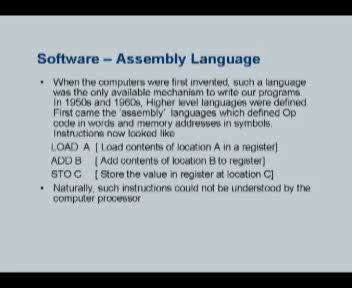 Software – Assembly Language
• When the computers were first invented, such a language
was the only available mechanism to write our programs.
In 1950s and 1960s, Higher level languages were defined.
First came the 'assembly' languages which defined Op
code in words and memory addresses in symbols.
Instructions now looked like
LOAD A [ Load contents of location A in a register]
ADD B [ Add contents of location B to register]
STO C [ Store the value in register at location C]
• Naturally, such instructions could not be understood by the
computer processor